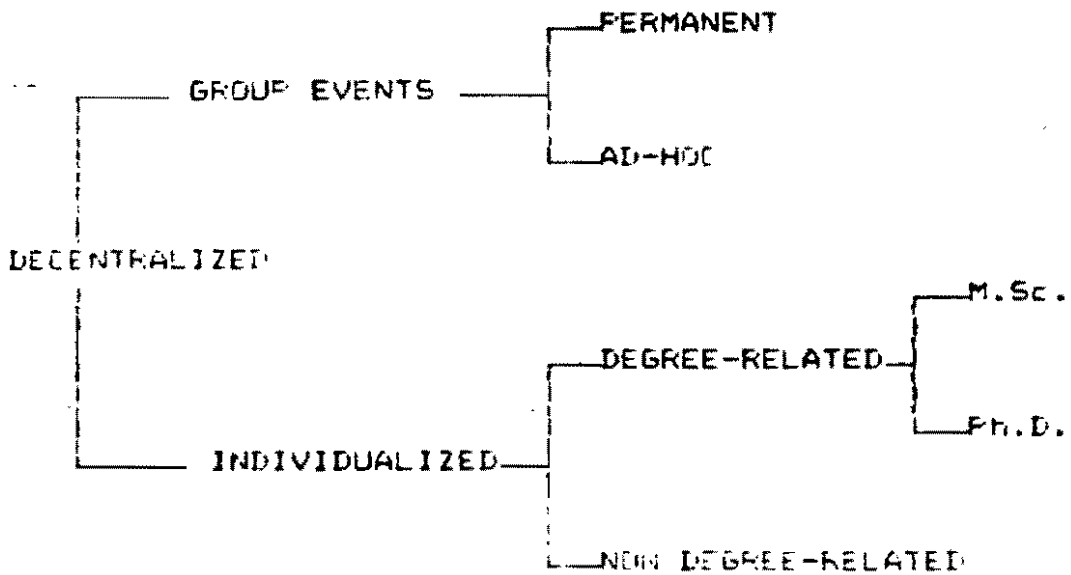 PERMANENT
GROUP EVENTS
AD-HOC
DECENTRALIZED
M.Sc.
DEGREE-RELATED
Ph.D.
INDIVIDUALIZED
NON DEGREE-RELATED